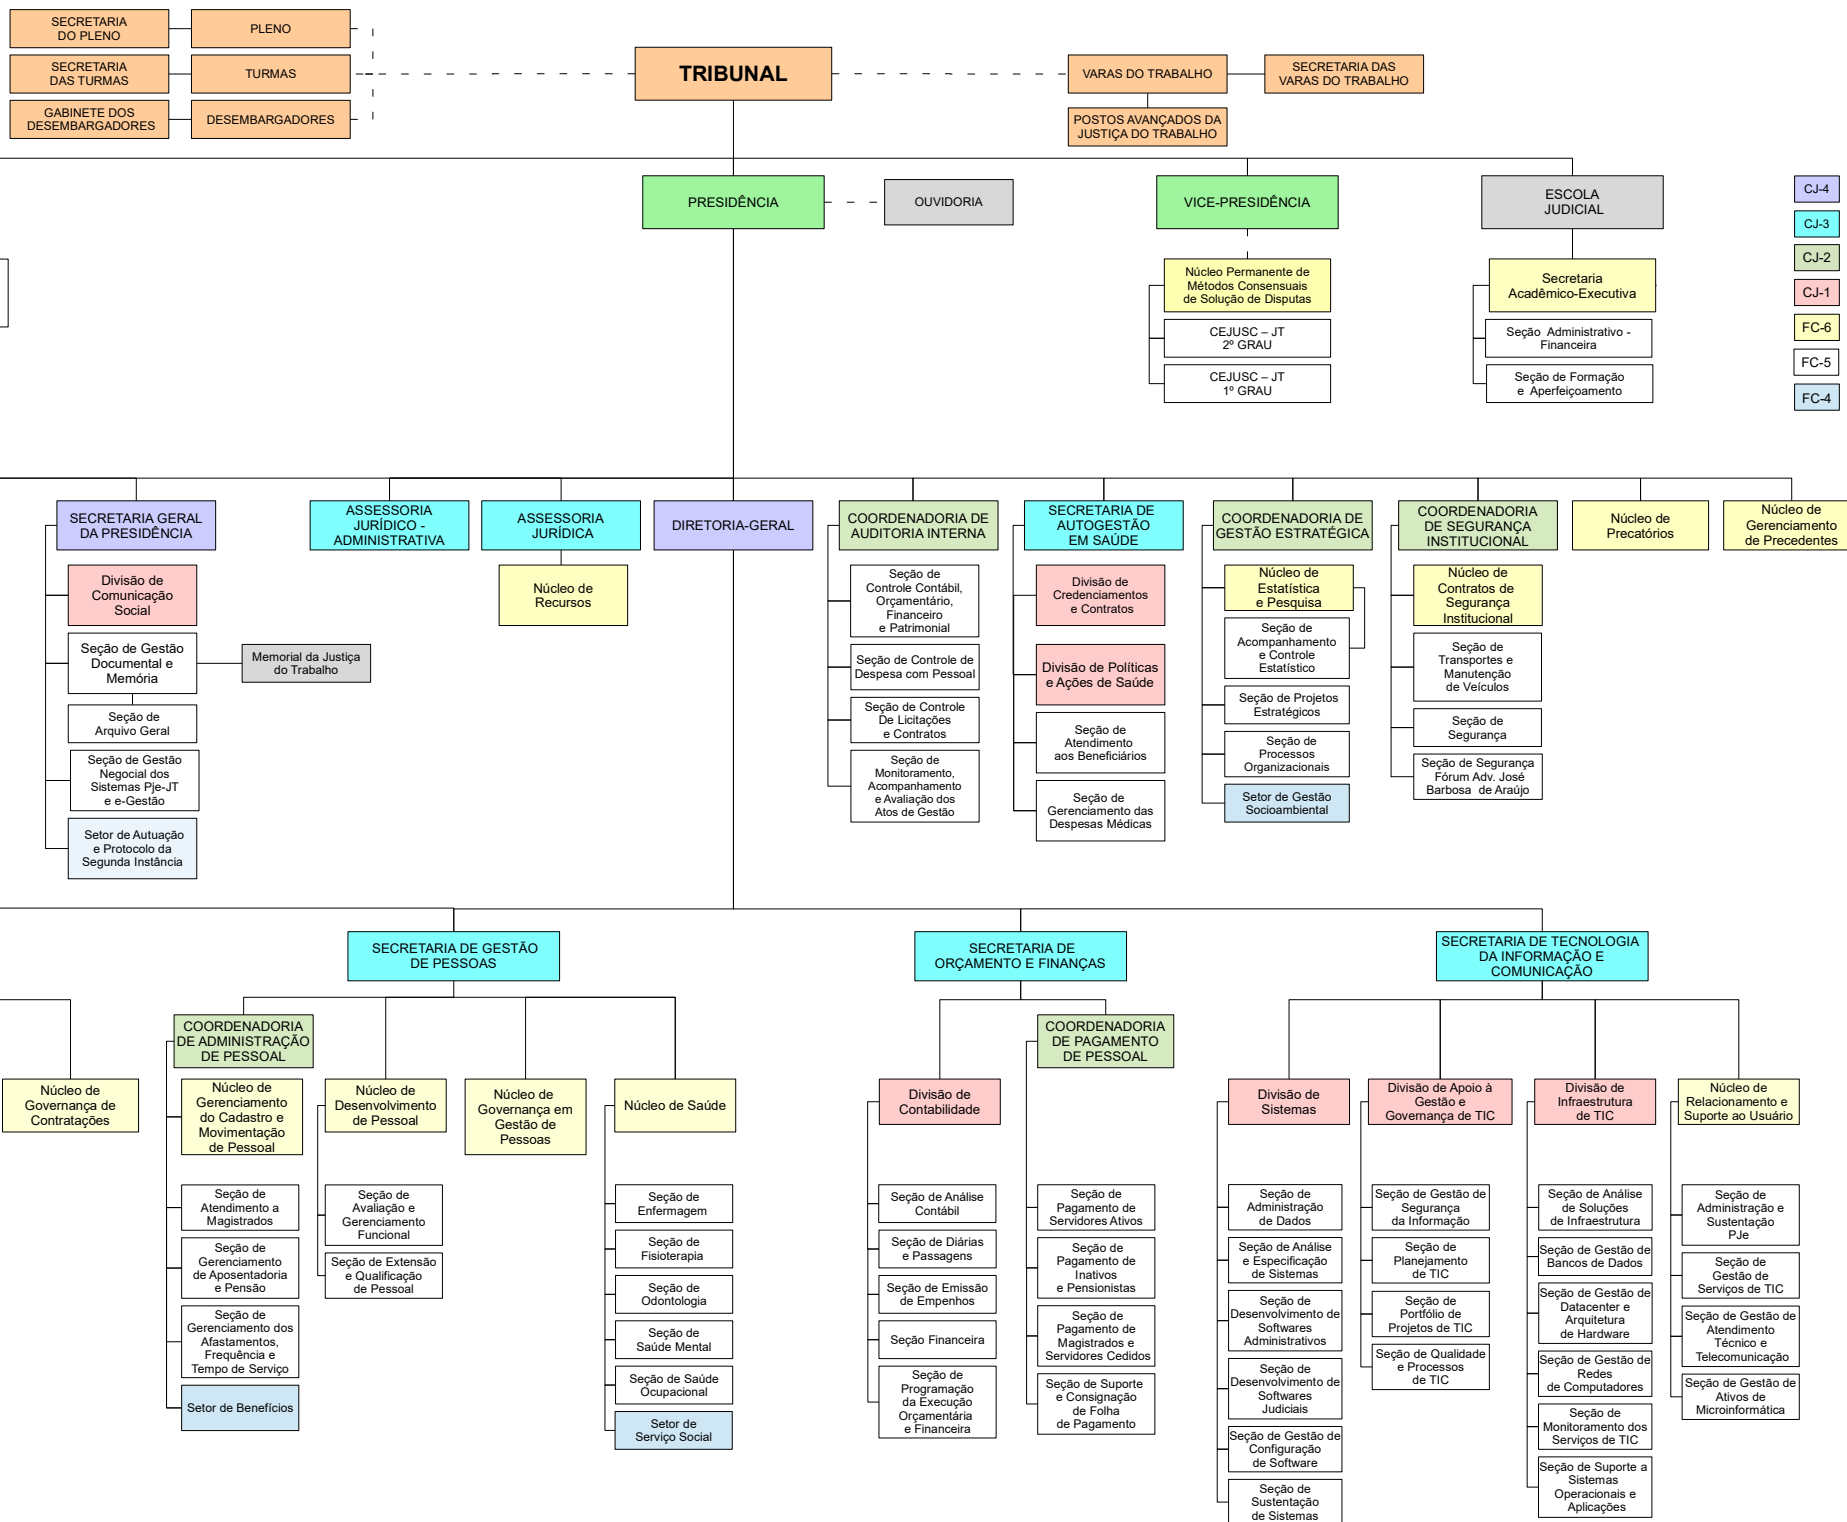 SECRETARIA
DO PLENO
PLENO
SECRETARIA
DAS TURMAS
TURMAS
GABINETE DOS
DESEMBARGADORES
DESEMBARGADORES
TRIBUNAL
VARAS DO TRABALHO
SECRETARIA DAS
VARAS DO TRABALHO
POSTOS AVANÇADOS DA
JUSTIÇA DO TRABALHO
PRESIDÊNCIA
OUVIDORIA
VICE-PRESIDÊNCIA
ESCOLA
JUDICIAL
Núcleo Permanente de
Métodos Consensuais
de Solução de Disputas
CEJUSC – JT
2º GRAU
CEJUSC – JT
1º GRAU
Secretaria
Acadêmico-Executiva
Seção Administrativo -
Financeira
Seção de Formação
e Aperfeiçoamento
CJ-4
CJ-3
CJ-2
CJ-1
FC-6
FC-5
FC-4
SECRETARIA GERAL
DA PRESIDÊNCIA
Divisão de
Comunicação
Social
Seção de Gestão
Documental e
Memória
Memorial da Justiça
do Trabalho
Seção de
Arquivo Geral
Seção de Gestão
Negocial dos
Sistemas Pje-JT
e e-Gestão
Setor de Autuação
e Protocolo da
Segunda Instância
ASSESSORIA
JURÍDICO -
ADMINISTRATIVA
ASSESSORIA
JURÍDICA
Núcleo de
Recursos
DIRETORIA-GERAL
COORDENADORIA DE
AUDITORIA INTERNA
Seção de
Controle Contábil,
Orçamentário,
Financeiro
e Patrimonial
Seção de Controle de
Despesa com Pessoal
Seção de Controle
De Licitações
e Contratos
Seção de
Monitoramento,
Acompanhamento
e Avaliação dos
Atos de Gestão
SECRETARIA DE
AUTOGESTÃO
EM SAÚDE
Divisão de
Credenciamentos
e Contratos
Divisão de Políticas
e Ações de Saúde
Seção de
Atendimento
aos Beneficiários
Seção de
Gerenciamento das
Despesas Médicas
COORDENADORIA DE
GESTÃO ESTRATÉGICA
Núcleo de
Estatística
e Pesquisa
Seção de
Acompanhamento
e Controle
Estatístico
Seção de Projetos
Estratégicos
Seção de
Processos
Organizacionais
Setor de Gestão
Socioambiental
COORDENADORIA
DE SEGURANÇA
INSTITUCIONAL
Núcleo de
Contratos de
Segurança
Institucional
Seção de
Transportes e
Manutenção
de Veículos
Seção de
Segurança
Seção de Segurança
Fórum Adv. José
Barbosa de Araújo
Núcleo de
Precatórios
Núcleo de
Gerenciamento
de Precedentes
SECRETARIA DE GESTÃO
DE PESSOAS
SECRETARIA DE
ORÇAMENTO E FINANÇAS
SECRETARIA DE TECNOLOGIA
DA INFORMAÇÃO E
COMUNICAÇÃO
Núcleo de
Governança de
Contratações
COORDENADORIA
DE ADMINISTRAÇÃO
DE PESSOAL
Núcleo de
Gerenciamento
do Cadastro e
Movimentação
de Pessoal
Seção de
Atendimento a
Magistrados
Seção de
Gerenciamento
de Aposentadoria
e Pensão
Seção de
Gerenciamento dos
Afastamentos,
Frequência e
Tempo de Serviço
Setor de Benefícios
Núcleo de
Desenvolvimento
de Pessoal
Seção de
Avaliação e
Gerenciamento
Funcional
Seção de Extensão
e Qualificação
de Pessoal
Núcleo de
Governança em
Gestão de
Pessoas
Núcleo de Saúde
Seção de
Enfermagem
Seção de
Fisioterapia
Seção de
Odontologia
Seção de
Saúde Mental
Seção de Saúde
Ocupacional
Setor de
Serviço Social
Divisão de
Contabilidade
Seção de Análise
Contábil
Seção de Diárias
e Passagens
Seção de Emissão
de Empenhos
Seção Financeira
Seção de
Programação
da Execução
Orçamentária
e Financeira
COORDENADORIA
DE PAGAMENTO
DE PESSOAL
Seção de
Pagamento de
Servidores Ativos
Seção de
Pagamento de
Inativos
e Pensionistas
Seção de
Pagamento de
Magistrados e
Servidores Cedidos
Seção de Suporte
e Consignação
de Folha
de Pagamento
Divisão de
Sistemas
Seção de
Administração
de Dados
Seção de Análise
e Especificação
de Sistemas
Seção de
Desenvolvimento de
Softwares
Administrativos
Seção de
Desenvolvimento de
Softwares
Judiciais
Seção de Gestão de
Configuração
de Software
Seção de
Sustentação
de Sistemas
Divisão de Apoio à
Gestão e
Governança de TIC
Seção de Gestão de
Segurança
da Informação
Seção de
Planejamento
de TIC
Seção de
Portfólio de
Projetos de TIC
Seção de Qualidade
e Processos
de TIC
Divisão de
Infraestrutura
de TIC
Seção de Análise
de Soluções
de Infraestrutura
Seção de Gestão de
Bancos de Dados
Seção de Gestão de
Datacenter e
Arquitetura
de Hardware
Seção de Gestão de
Redes
de Computadores
Seção de
Monitoramento dos
Serviços de TIC
Seção de Suporte a
Sistemas
Operacionais e
Aplicações
Núcleo de
Relacionamento e
Suporte ao Usuário
Seção de
Administração e
Sustentação
PJe
Seção de
Gestão de
Serviços de TIC
Seção de Gestão de
Atendimento
Técnico e
Telecomunicação
Seção de Gestão de
Ativos de
Microinformática